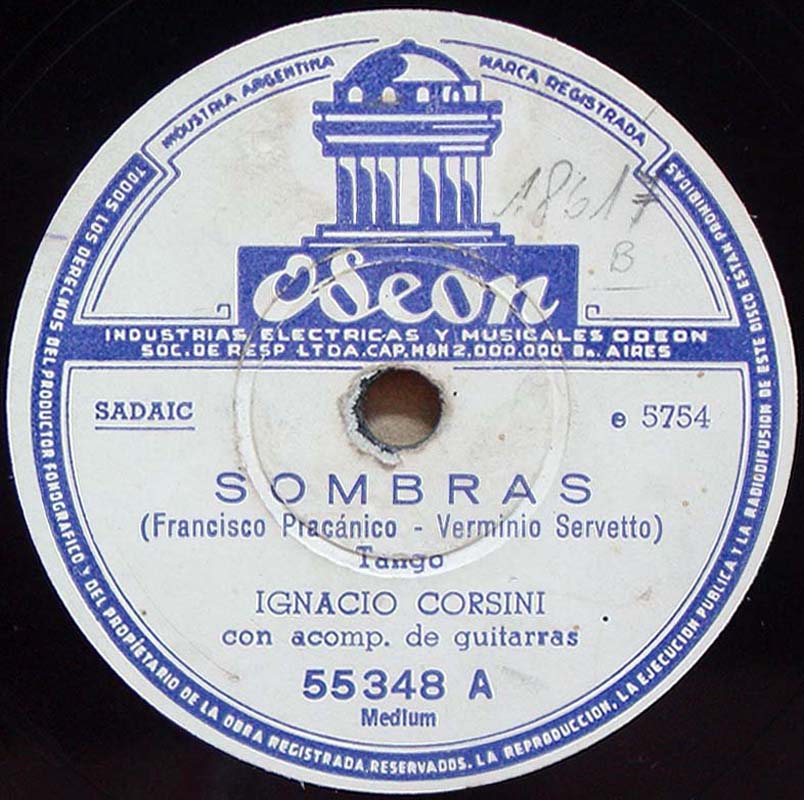 INDUSTRIA ARGENTINA
MARCA REGISTRADA
18617
B
Odeon
INDUSTRIAS ELECTRICAS Y MUSICALES ODEON
SOC. DE RESP LTDA. CAP. M$N 2.000.000 Bs. AIRES
SADAIC
e 5754
SOMBRAS
(Francisco Pracánico - Verminio Servetto)
Tango
IGNACIO CORSINI
con acomp. de guitarras
55348 A
Medium
TODOS LOS DERECHOS DEL PRODUCTOR FONOGRAFICO Y DEL PROPIETARIO DE LA OBRA REGISTRADA, RESERVADOS. LA REPRODUCCION, LA EJECUCION PUBLICA Y LA RADIODIFUSION DE ESTE DISCO ESTAN PROHIBIDAS